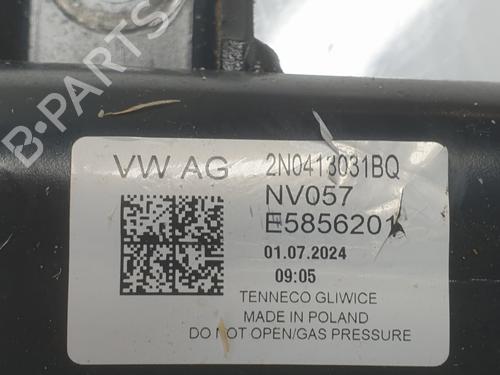 VW AG 2N0413031BQ
NV057
E5856201
01.07.2024
09:05
TENNECO GLIWICE
MADE IN POLAND
DO NOT OPEN/GAS PRESSURE